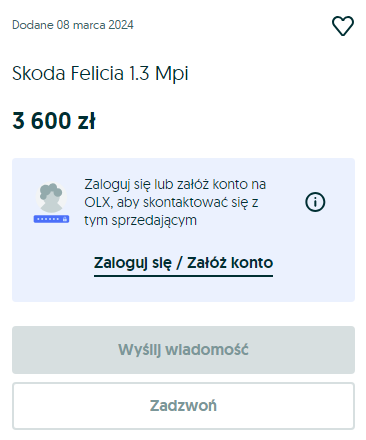 Dodane 08 marca 2024
Skoda Felicia 1.3 Mpi
3 600 zł
Zaloguj się lub załóż konto na
OLX, aby skontaktować się z
tym sprzedającym
Zaloguj się / Załóż konto
Wyślij wiadomość
Zadzwoń